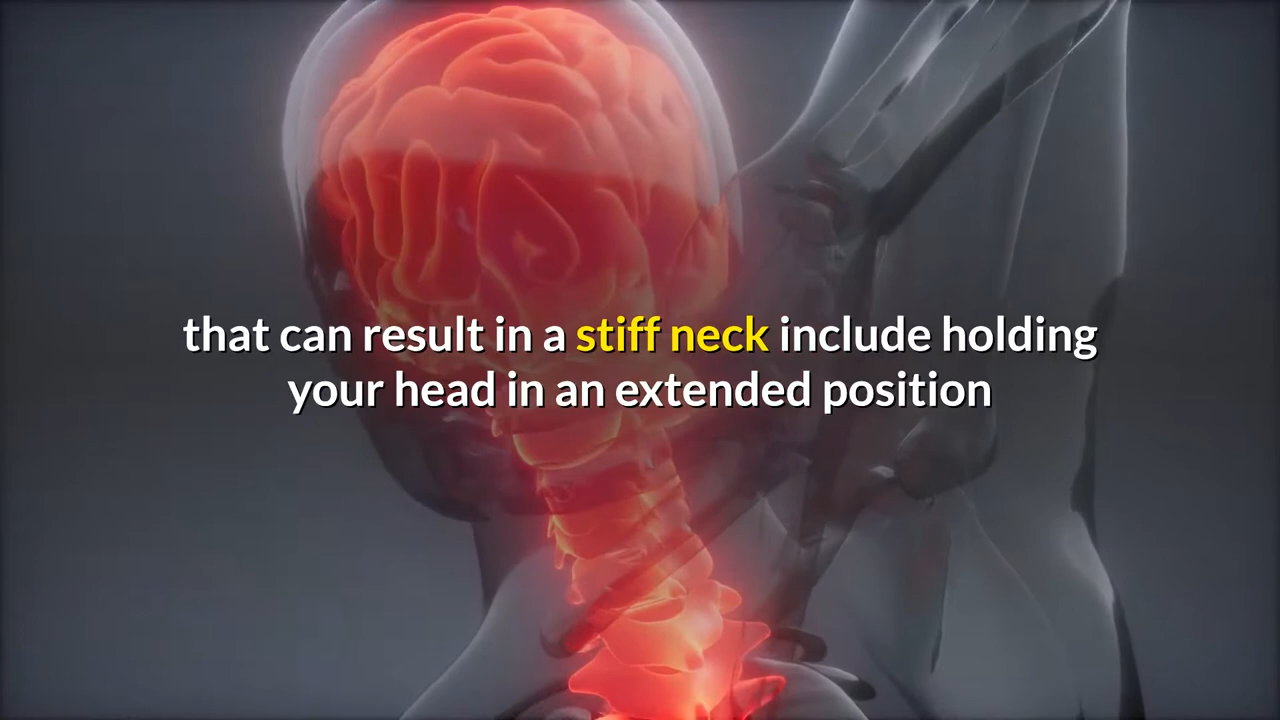 that can result in a stiff neck include holding
your head in an extended position